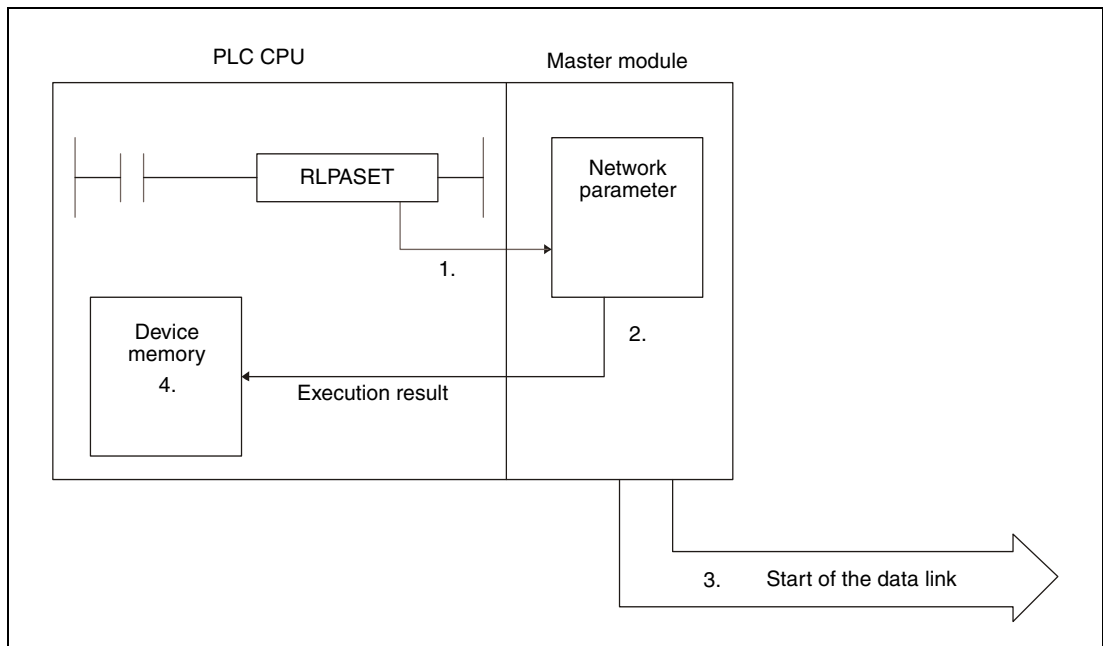 PLC CPU
Master module
RLPASET
Network
parameter
1.
2.
Device
memory
4.
Execution result
3.
Start of the data link